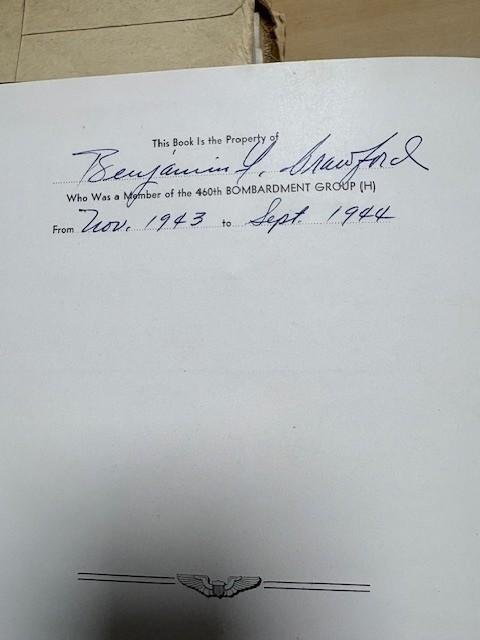 This Book Is the Property of
Benjamin F. Crawford
Who Was a Member of the 460th BOMBARDMENT GROUP (H)
From Nov. 1943 to Sept. 1944